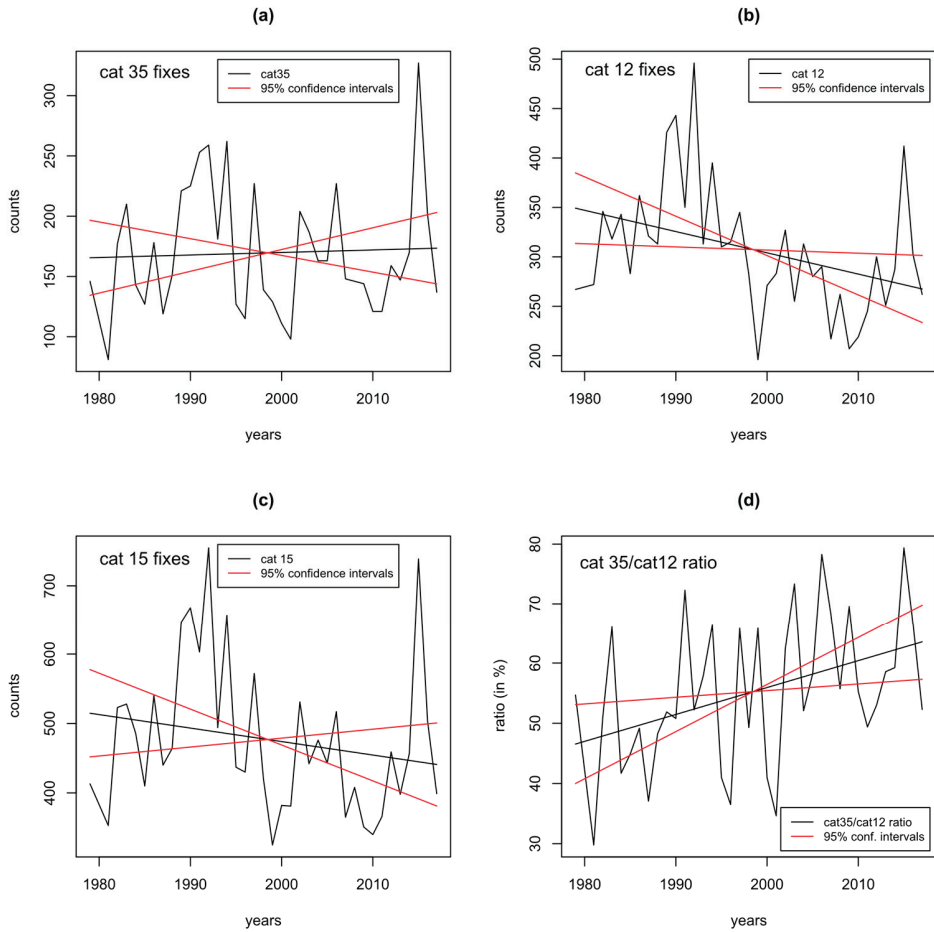 (a)
cat 35 fixes
cat35
95% confidence intervals
counts
300
250
200
150
100
1980 1990 2000 2010
years
(b)
cat 12 fixes
cat 12
95% confidence intervals
counts
500
450
400
350
300
250
200
1980 1990 2000 2010
years
(c)
cat 15 fixes
cat 15
95% confidence intervals
counts
700
600
500
400
1980 1990 2000 2010
years
(d)
cat 35/cat12 ratio
ratio (in %)
80
70
60
50
40
30
cat35/cat12 ratio
95% conf. intervals
1980 1990 2000 2010
years